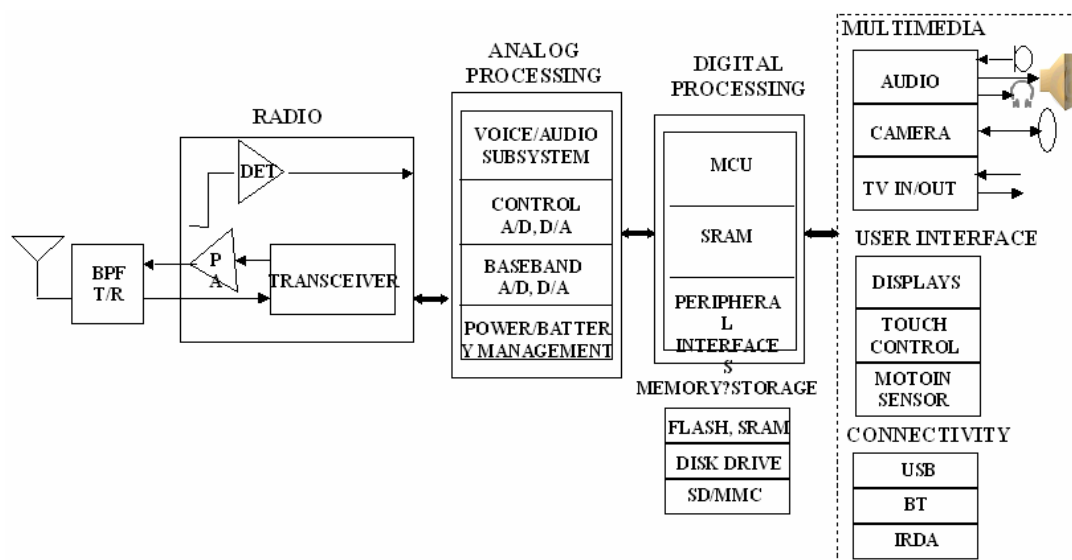 RADIO
DET
P
A
TRANSCEIVER
BPF
T/R
ANALOG
PROCESSING
VOICE/AUDIO
SUBSYSTEM
CONTROL
A/D, D/A
BASEBAND
A/D, D/A
POWER/BATTER
Y MANAGEMENT
DIGITAL
PROCESSING
MCU
SRAM
PERIPHERA
L
INTERFACE
S
MEMORY?STORAGE
FLASH, SRAM
DISK DRIVE
SD/MMC
MULTIMEDIA
AUDIO
CAMERA
TV IN/OUT
USER INTERFACE
DISPLAYS
TOUCH
CONTROL
MOTOIN
SENSOR
CONNECTIVITY
USB
BT
IRDA